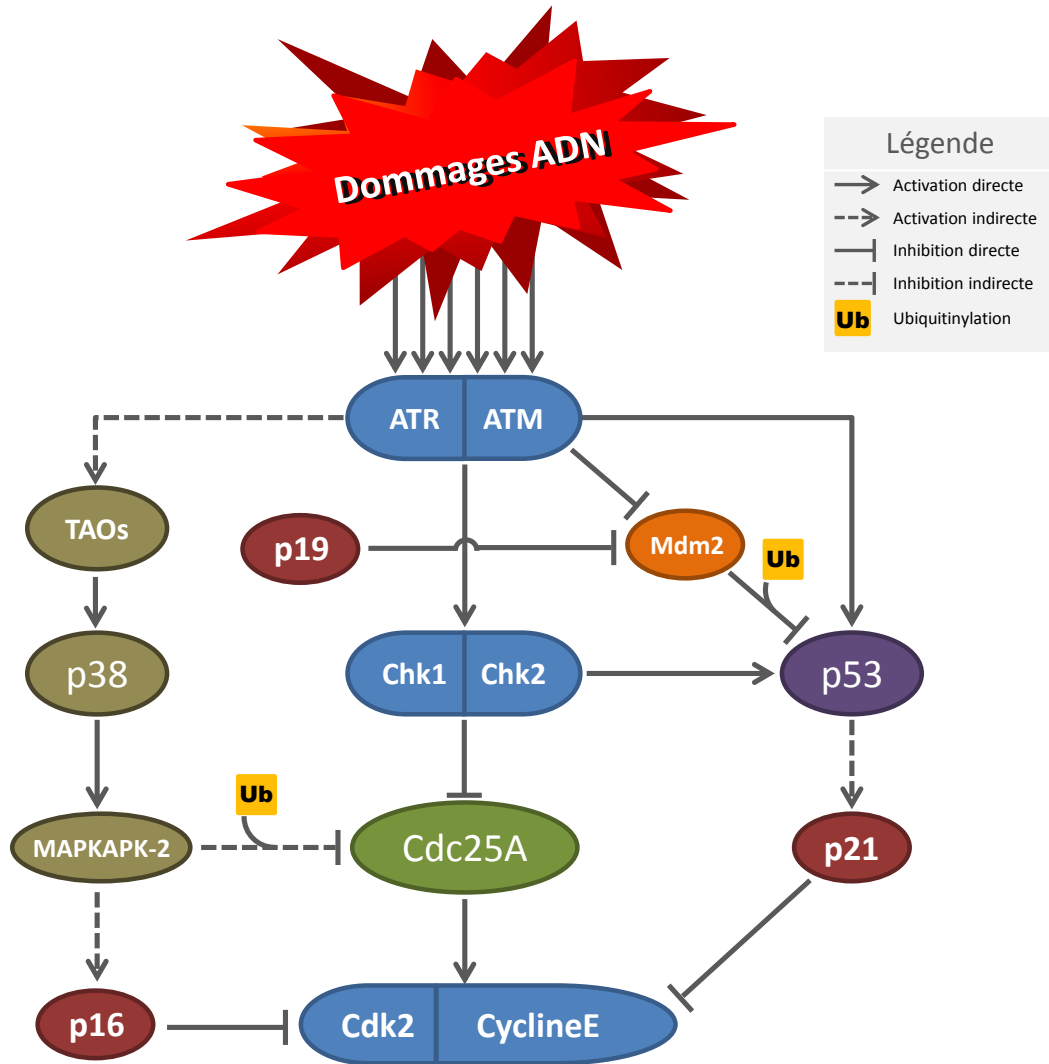 Dommages ADN
Légende
Activation directe
Activation indirecte
Inhibition directe
Inhibition indirecte
Ub Ubiquitinylation
ATR ATM
TAOs
p19
Mdm2
Ub
p38
Chk1 Chk2
p53
Ub
MAPKAPK-2
Cdc25A
p21
p16
Cdk2 CyclineE